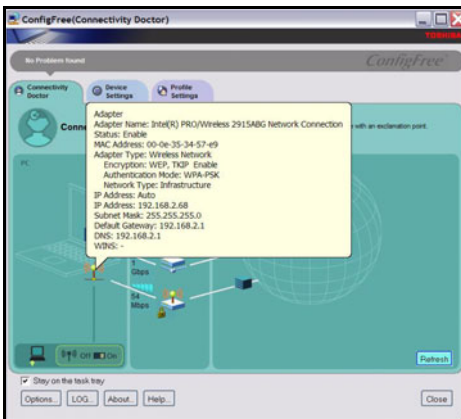 ConfigFree(Connectivity Doctor)
TOSHIBA
No Problem found
ConfigFree
Connectivity Doctor
Device Settings
Profile Settings
Adapter
Adapter Name: Intel(R) PRO/Wireless 2915ABG Network Connection
Status: Enable
MAC Address: 00-0e-35-34-57-e9
Adapter Type: Wireless Network
Encryption: WEP, TKIP Enable
Authentication Mode: WPA-PSK
Network Type: Infrastructure
IP Address: Auto
IP Address: 192.168.2.68
Subnet Mask: 255.255.255.0
Default Gateway: 192.168.2.1
DNS: 192.168.2.1
WINS: -
Conne
with an exclamation point.
PC
1
Gbps
54
Mbps
Off On
Refresh
Stay on the task tray
Options... LOG... About... Help... Close